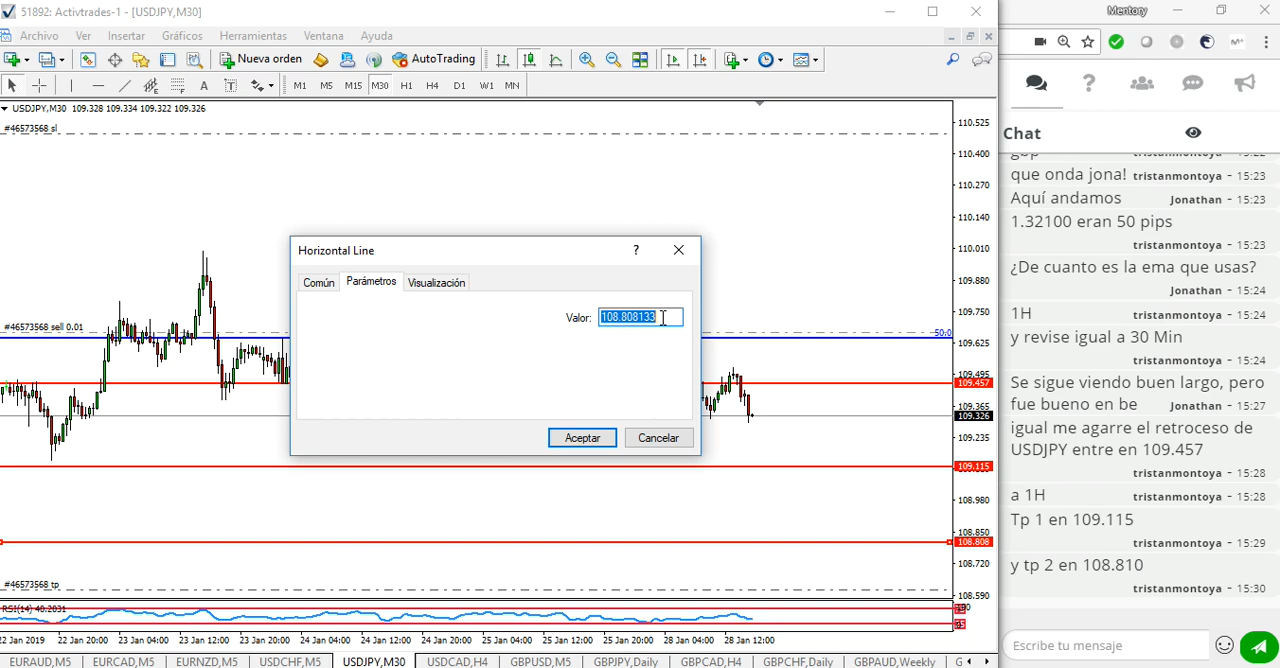 51892: Activtrades-1 - [USDJPY,M30]
Archivo Ver Insertar Gráficos Herramientas Ventana Ayuda
Nueva orden
AutoTrading
A T
M1 M5 M15 M30 H1 H4 D1 W1 MN
USDJPY,M30 109.328 109.334 109.322 109.326
#46573568 sl
#46573568 sell 0.01
50.0
#46573568 tp
110.525
110.400
110.270
110.140
110.010
109.880
109.750
109.625
109.495
109.457
109.365
109.326
109.235
109.115
108.980
108.850
108.808
108.720
108.590
Horizontal Line
? ×
Común Parámetros Visualización
Valor: 108.808133
Aceptar Cancelar
RSI(14) 40.2031
22 Jan 2019 22 Jan 20:00 23 Jan 04:00 23 Jan 12:00 23 Jan 20:00 24 Jan 04:00 24 Jan 12:00 24 Jan 20:00 25 Jan 04:00 25 Jan 12:00 25 Jan 20:00 28 Jan 04:00 28 Jan 12:00
EURAUD,M5 EURCAD,M5 EURNZD,M5 USDCHF,M5 USDJPY,M30 USDCAD,H4 GBPUSD,M5 GBPJPY,Daily GBPCAD,H4 GBPCHF,Daily GBPAUD,Weekly G
Mentory
Chat
que onda jona! tristanmontoya - 15:23
Aquí andamos Jonathan - 15:23
1.32100 eran 50 pips
tristanmontoya - 15:23
¿De cuanto es la ema que usas?
Jonathan - 15:24
1H tristanmontoya - 15:24
y revise igual a 30 Min
tristanmontoya - 15:24
Se sigue viendo buen largo, pero
fue bueno en be Jonathan - 15:27
igual me agarre el retroceso de
USDJPY entre en 109.457
tristanmontoya - 15:28
a 1H tristanmontoya - 15:28
Tp 1 en 109.115
tristanmontoya - 15:29
y tp 2 en 108.810
tristanmontoya - 15:30
Escribe tu mensaje